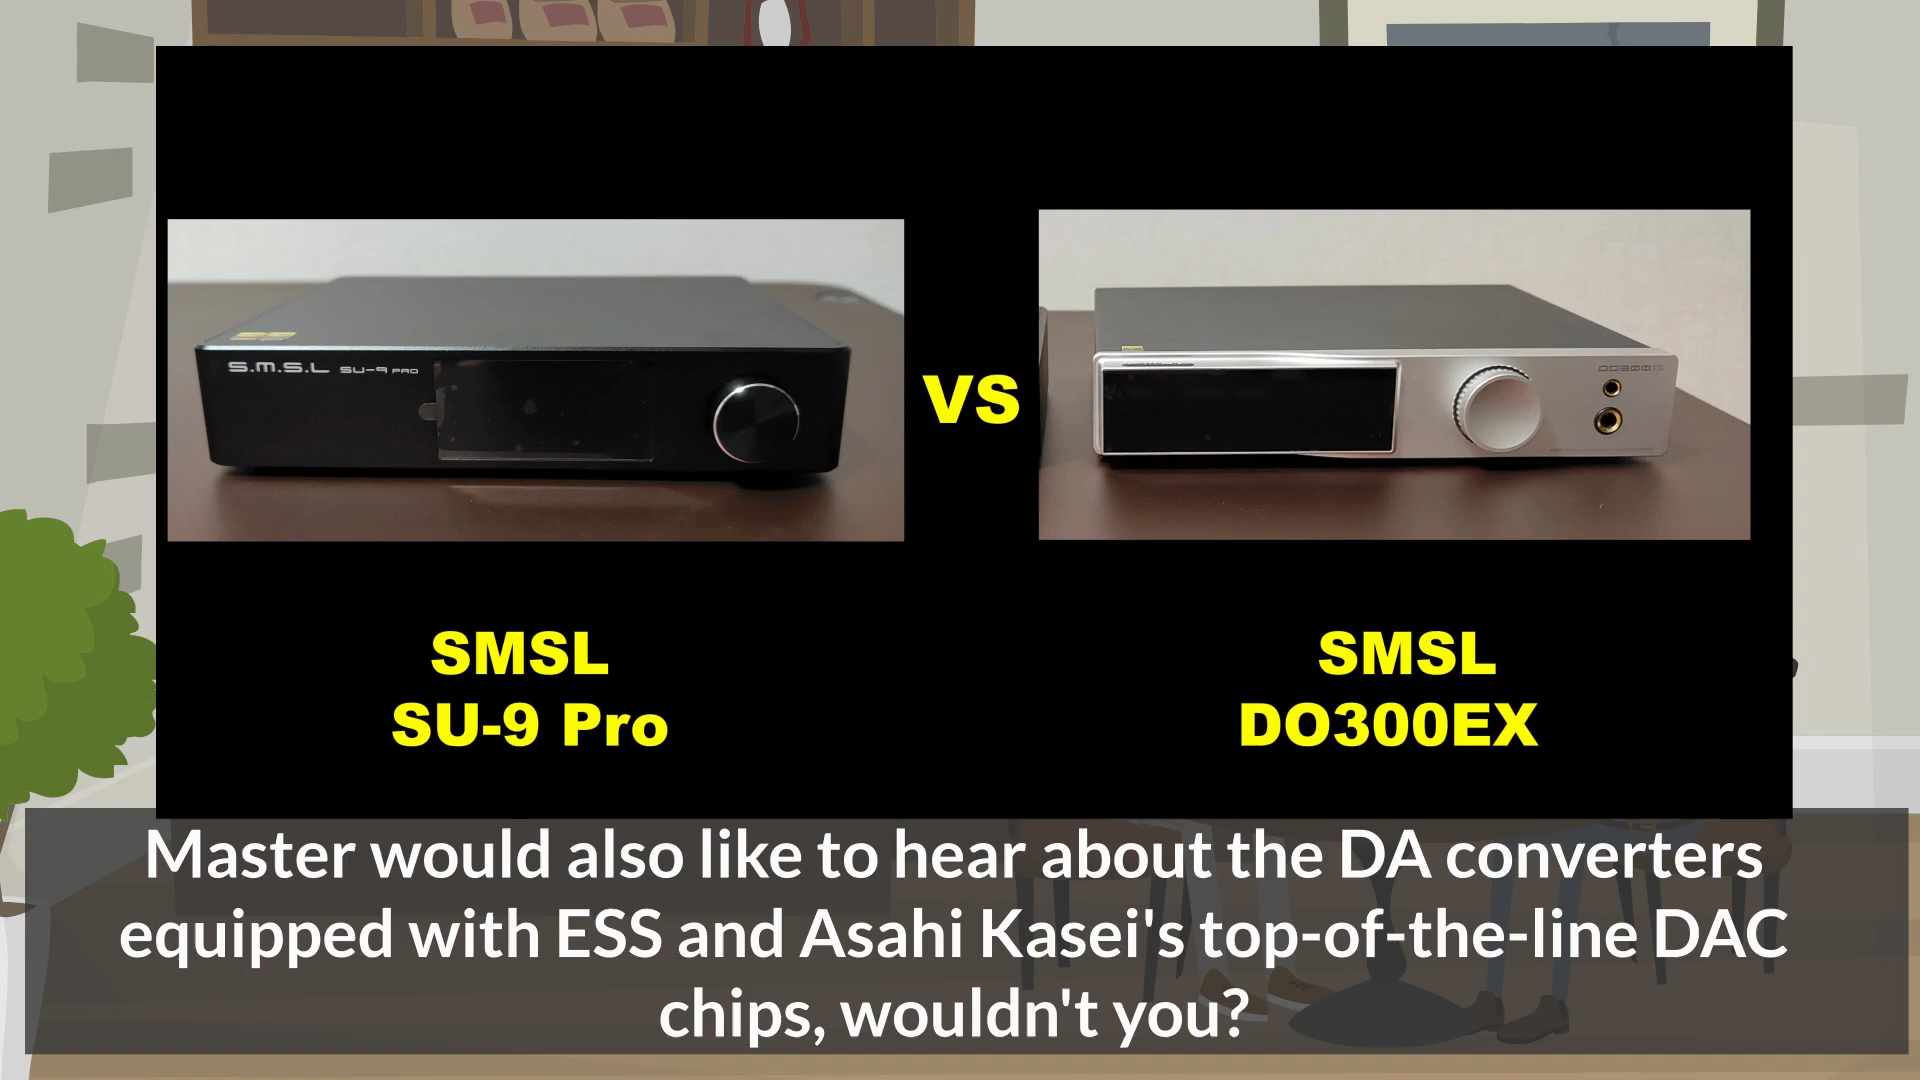 S.M.S.L SU-9 PRO
VS
DO300EX
SMSL
SU-9 Pro
SMSL
DO300EX
Master would also like to hear about the DA converters
equipped with ESS and Asahi Kasei's top-of-the-line DAC
chips, wouldn't you?